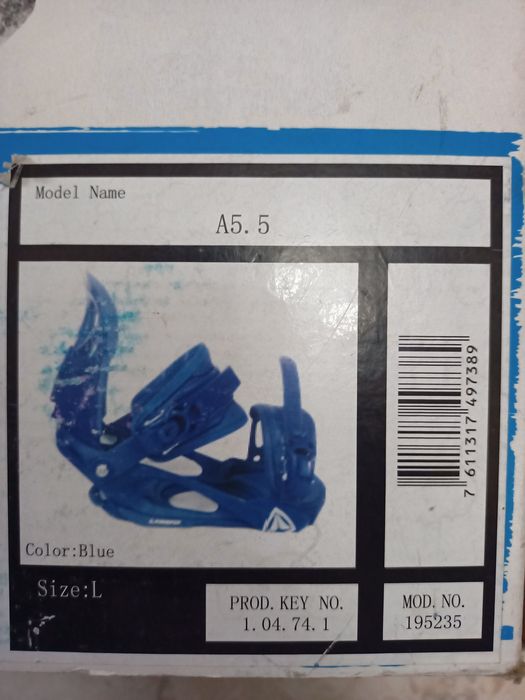 Model Name
A5.5
7 611317 497389
Color:Blue
Size:L
PROD. KEY NO.
1.04.74.1
MOD. NO.
195235